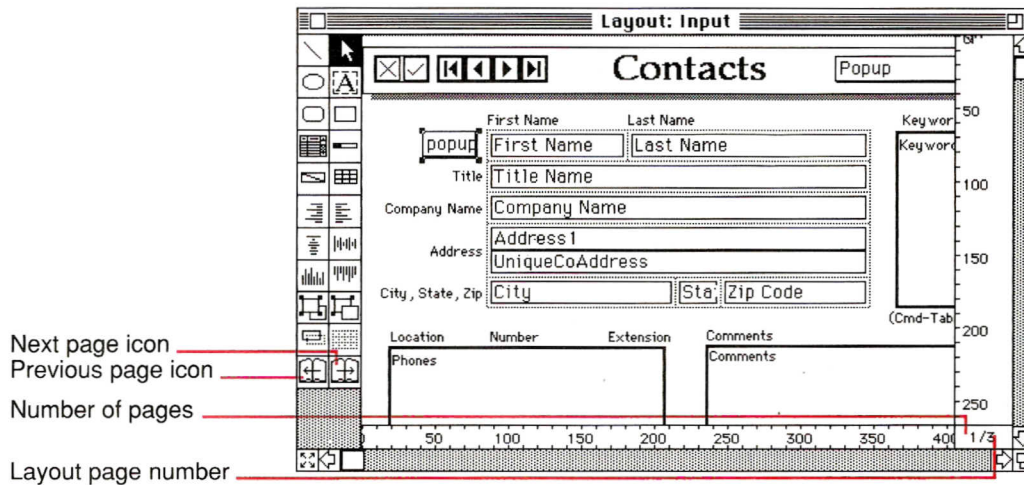 Layout: Input
Contacts
Popup
50
First Name
Last Name
popup
First Name
Last Name
Keyword
Title
Title Name
100
Company Name
Company Name
Address
Address1
UniqueCoAddress
150
City, State, Zip
City
Zip Code
(Cmd-Tab
200
Location
Number
Extension
Comments
Phones
Comments
250
50
100
150
200
250
300
350
1/3
Next page icon
Previous page icon
Number of pages
Layout page number